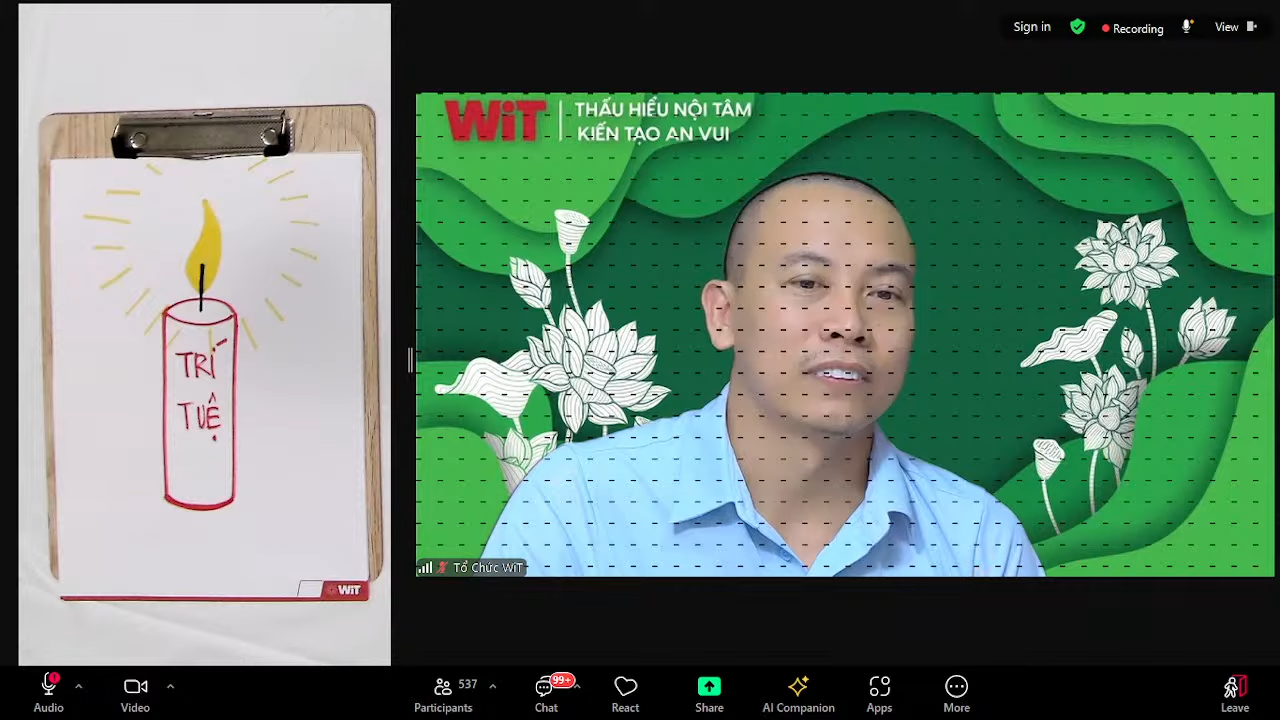 Sign in
Recording
View
WiT
THẤU HIỂU NỘI TÂM
KIẾN TẠO AN VUI
TRÍ
TUỆ
WiT
Tổ Chức WiT
Audio
Video
537
Participants
99+
Chat
React
Share
AI Companion
Apps
More
Leave